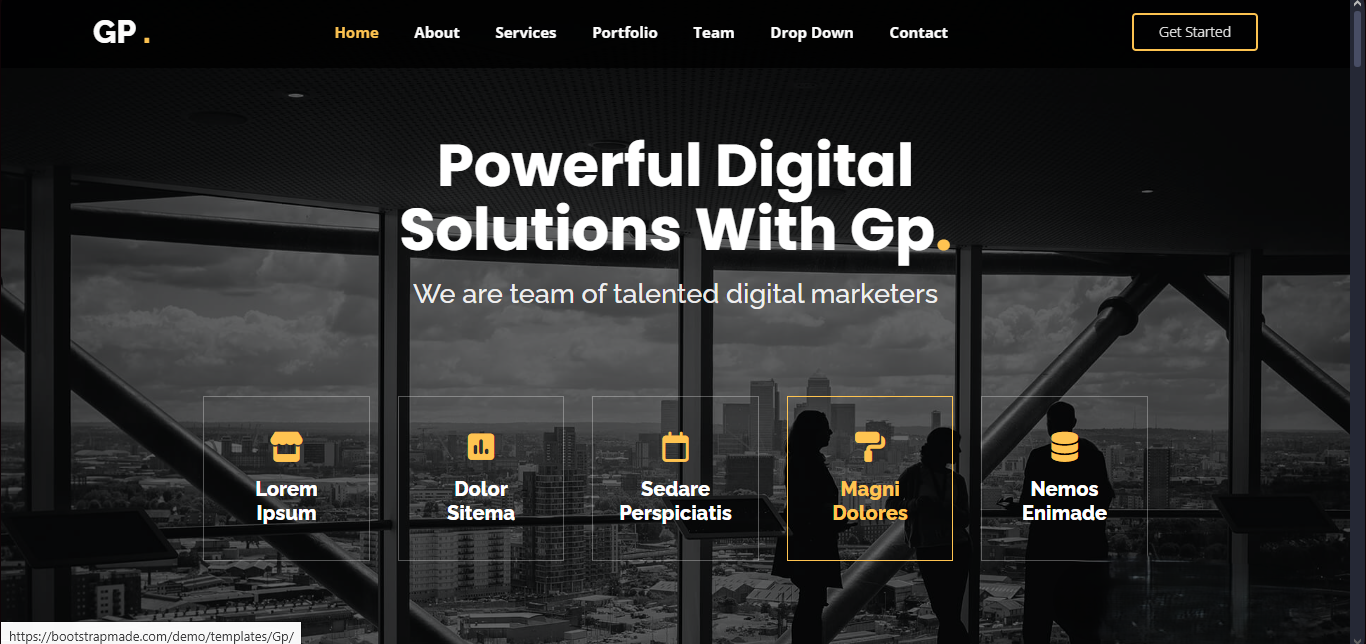 GP .
Home About Services Portfolio Team Drop Down Contact
Get Started
Powerful Digital
Solutions With Gp.
We are team of talented digital marketers
Lorem
Ipsum
Dolor
Sitema
Sedare
Perspiciatis
Magni
Dolores
Nemos
Enimade
https://bootstrapmade.com/demo/templates/Gp/